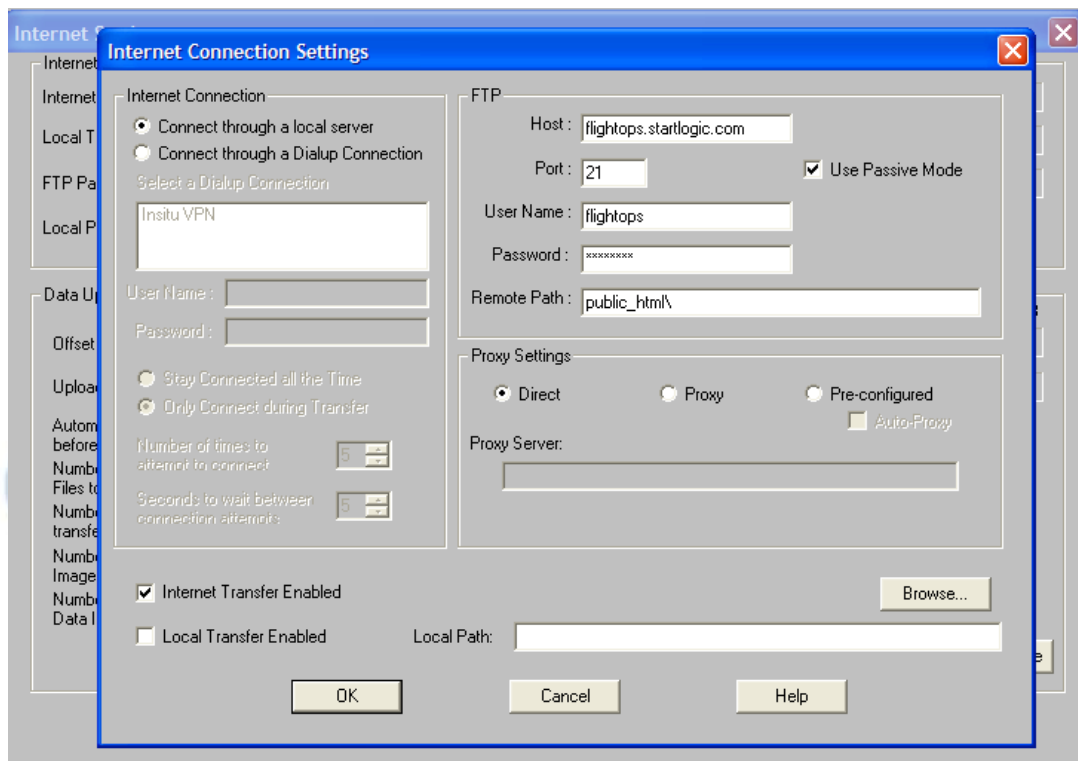 Internet S
Internet Connection Settings
Internet
Internet
Local T
FTP Pa
Local P
Data Up
Offset
Upload
Autom
before
Numbe
Files to
Numbe
transfe
Numbe
Image
Numbe
Data I
Internet Connection
Connect through a local server
Connect through a Dialup Connection
Select a Dialup Connection
Insitu VPN
User Name :
Password :
Stay Connected all the Time
Only Connect during Transfer
Number of times to
attempt to connect
5
Seconds to wait between
connection attempts
5
FTP
Host : flightops.startlogic.com
Port : 21
Use Passive Mode
User Name : flightops
Password : ********
Remote Path : public_html\
Proxy Settings
Direct
Proxy
Pre-configured
Auto-Proxy
Proxy Server:
Internet Transfer Enabled
Browse...
Local Transfer Enabled
Local Path:
OK
Cancel
Help